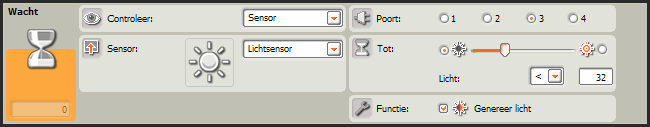 Wacht
0
Controleer: Sensor
Sensor: Lichtsensor
Poort: 1 2 3 4
Tot:
Licht: < 32
Functie: Genereer licht